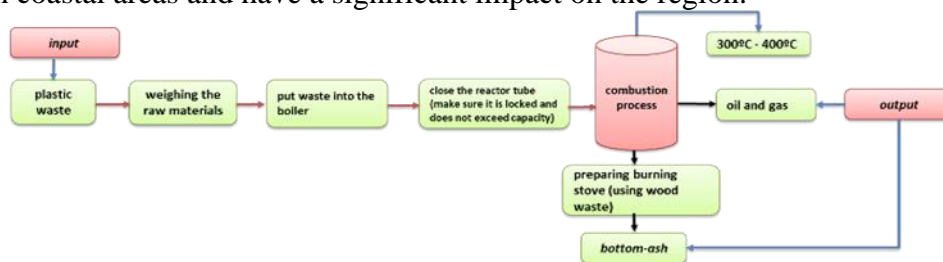 n coastal areas and have a significant impact on the region.
input
300ºC - 400ºC
plastic
waste
weighing the
raw materials
put waste into the
boller
close the reactor tube
(make sure it is locked and
does not exceed capacity)
combustion
process
oil and gas
output
preparing burning
stove (using wood
waste)
bottom-ash